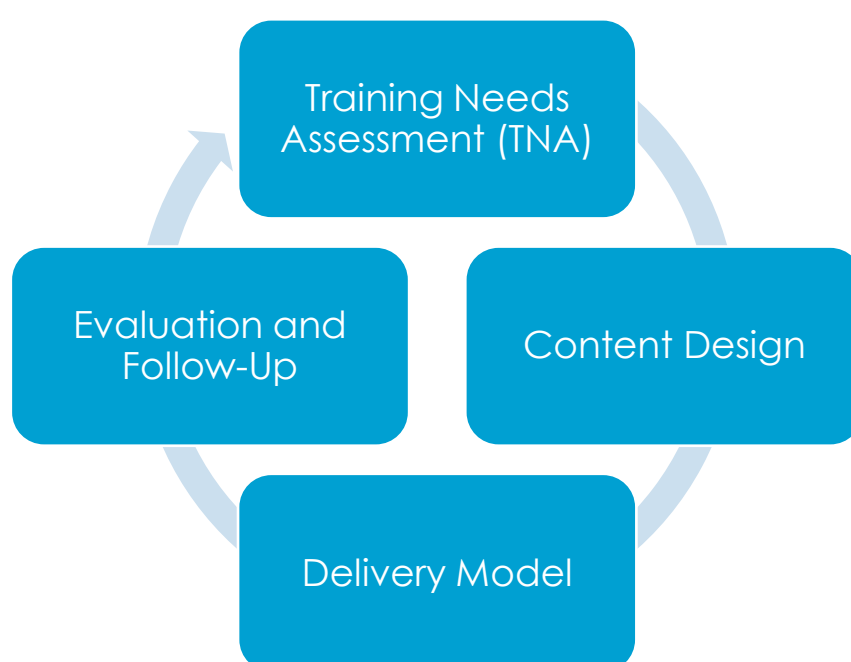 Training Needs
Assessment (TNA)
Content Design
Delivery Model
Evaluation and
Follow-Up